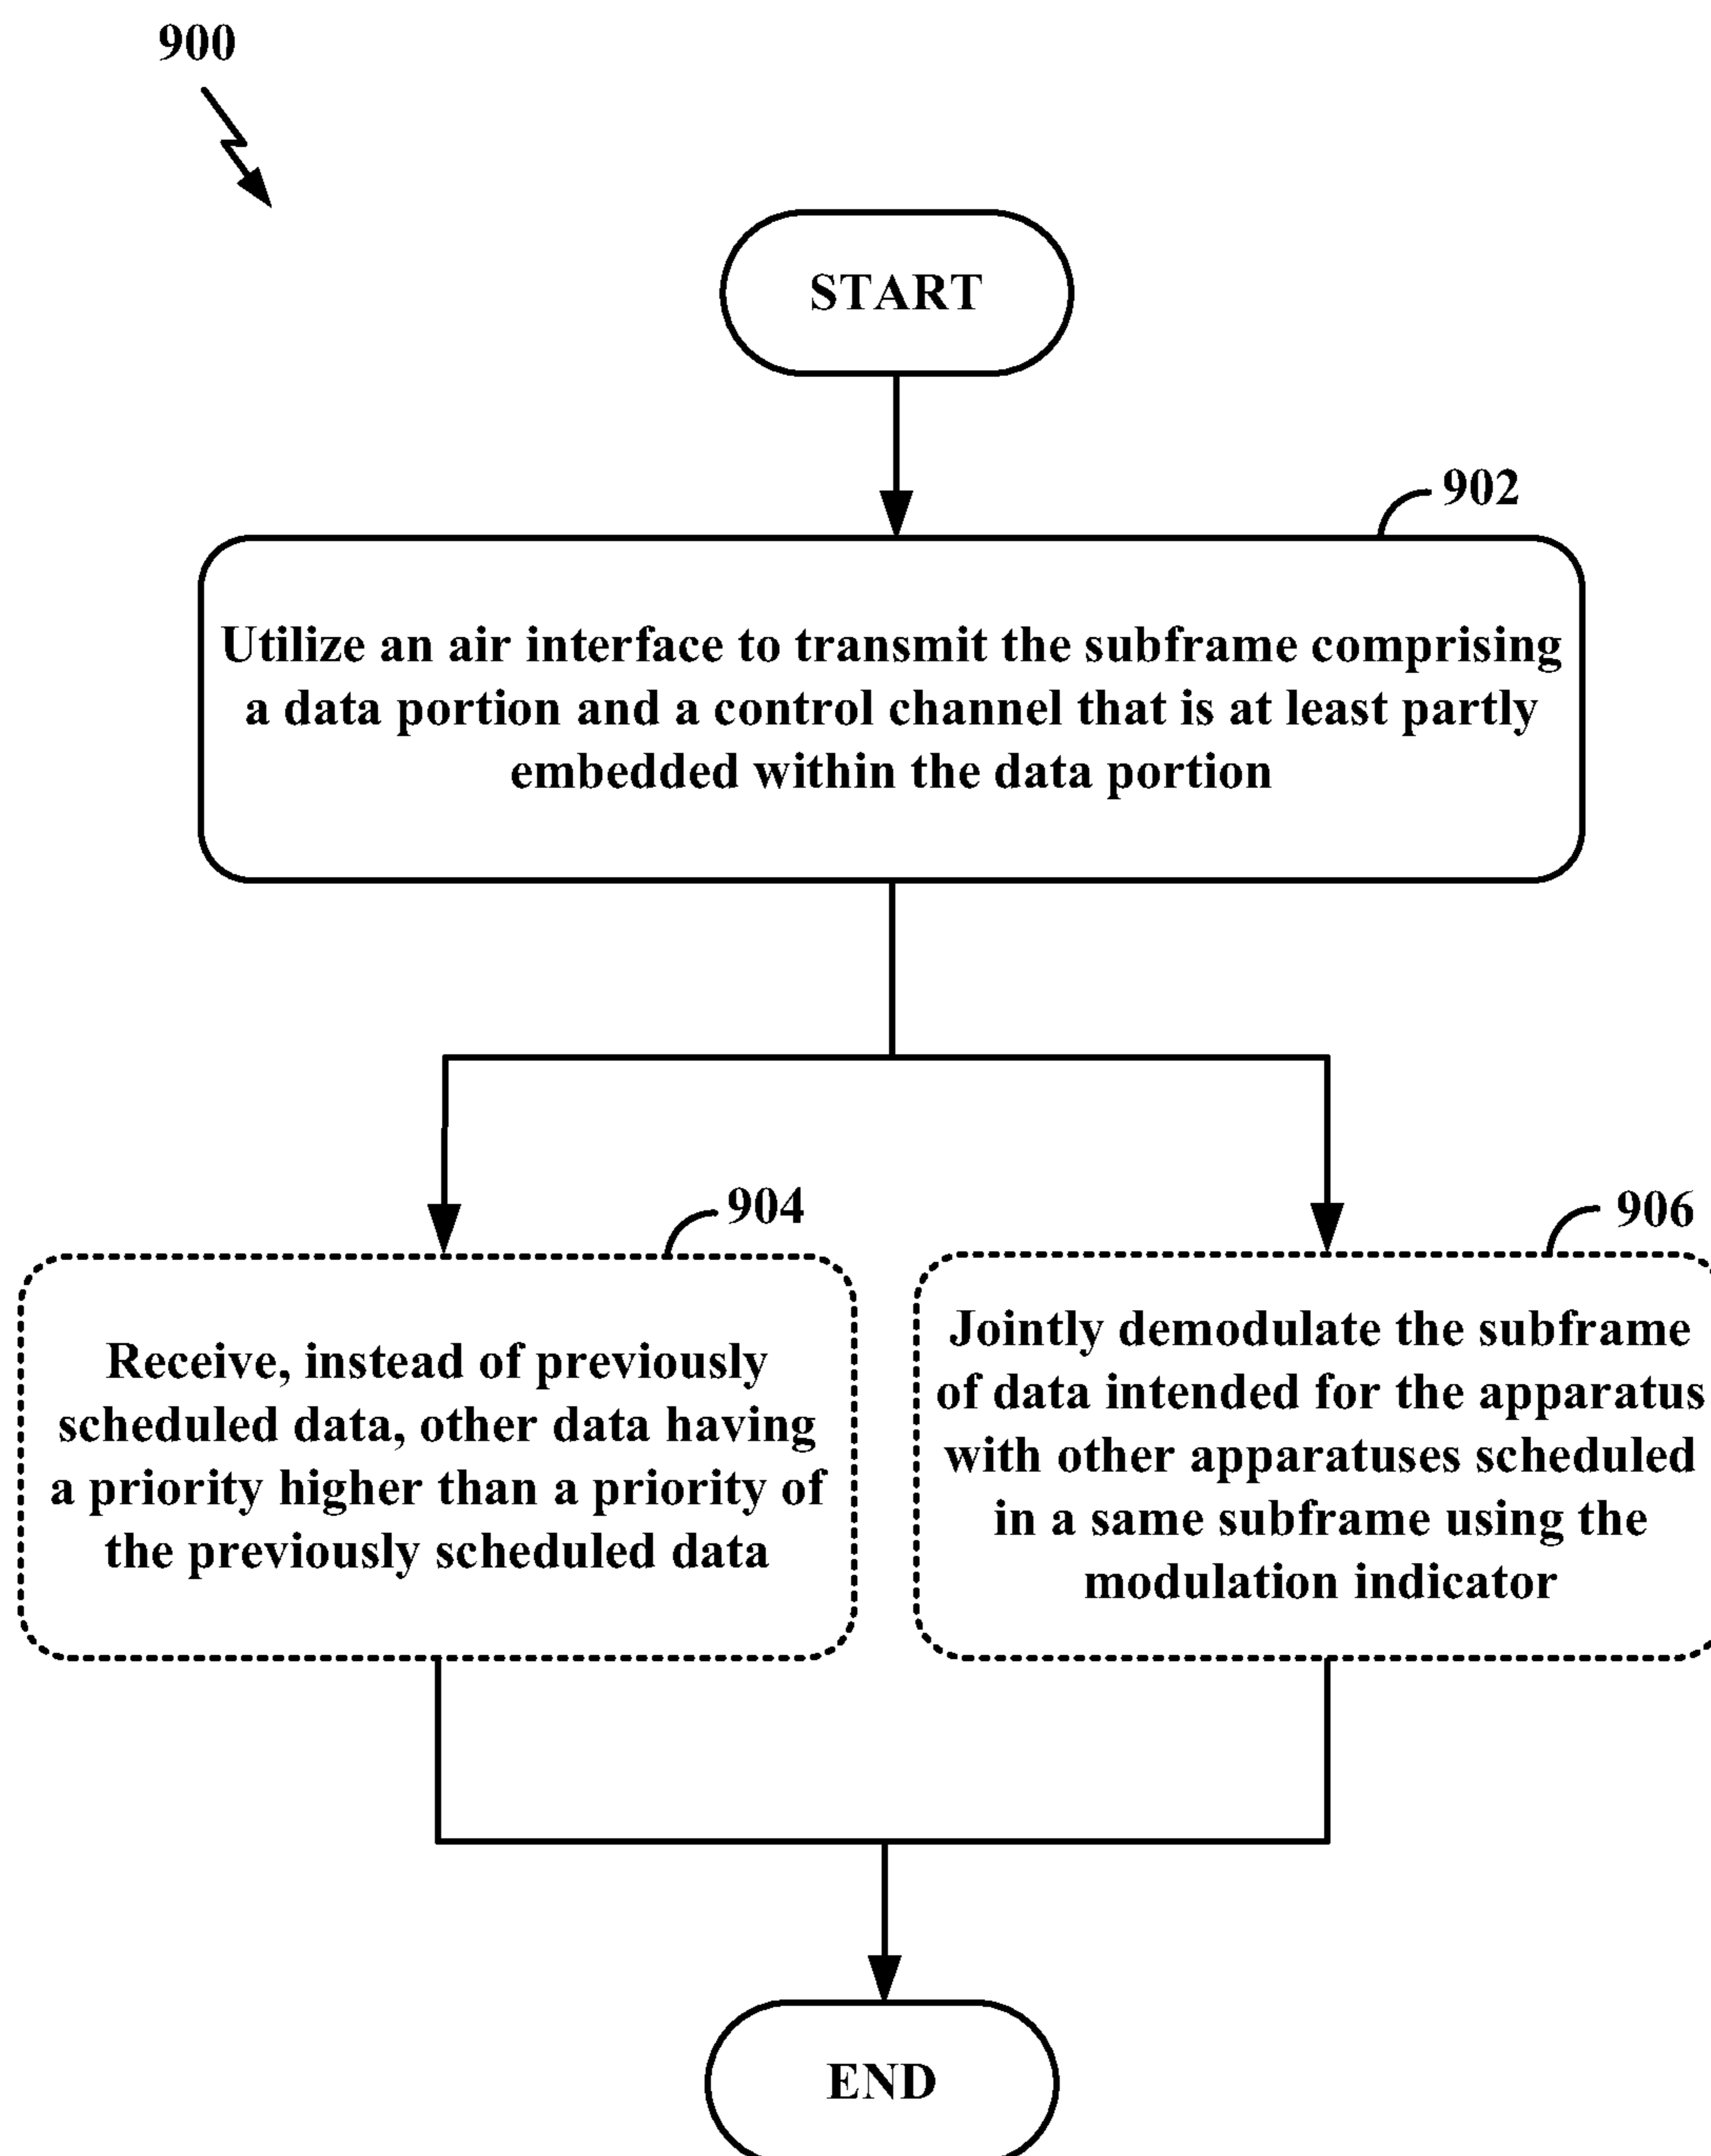 900
START
902
Utilize an air interface to transmit the subframe comprising
a data portion and a control channel that is at least partly
embedded within the data portion
904
Receive, instead of previously
scheduled data, other data having
a priority higher than a priority of
the previously scheduled data
906
Jointly demodulate the subframe
of data intended for the apparatus
with other apparatuses scheduled
in a same subframe using the
modulation indicator
END